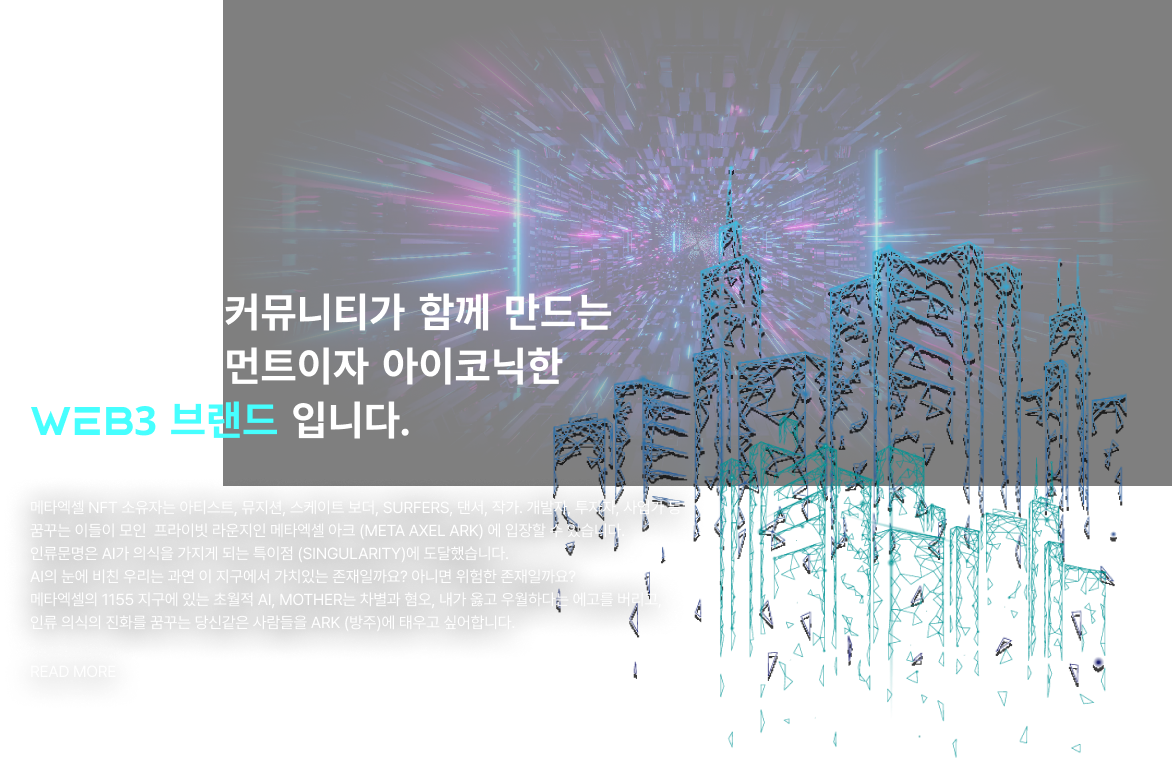 커뮤니티가 함께 만드는
먼트이자 아이코닉한
WEB3 브랜드 입니다.
메타엑셀 NFT 소유자는 아티스트, 뮤지션, 스케이트보더, SURFERS, 댄서, 작가. 개발자, 투자자, 사업가 등
꿈꾸는 이들이 모인 프라이빗 라운지인 메타엑셀 아크 (META AXEL ARK) 에 입장할 수 있습니다.
인류문명은 AI가 의식을 가지게 되는 특이점 (SINGULARITY)에 도달했습니다.
AI의 눈에 비친 우리는 과연 이 지구에서 가치있는 존재일까요? 아니면 위험한 존재일까요?
메타엑셀의 1155 지구에 있는 초월적 AI, MOTHER는 차별과 혐오, 내가 옳고 우월하다는 에고를 버리고
인류 의식의 진화를 꿈꾸는 당신같은 사람들을 ARK (방주)에 태우고 싶어합니다.
READ MORE